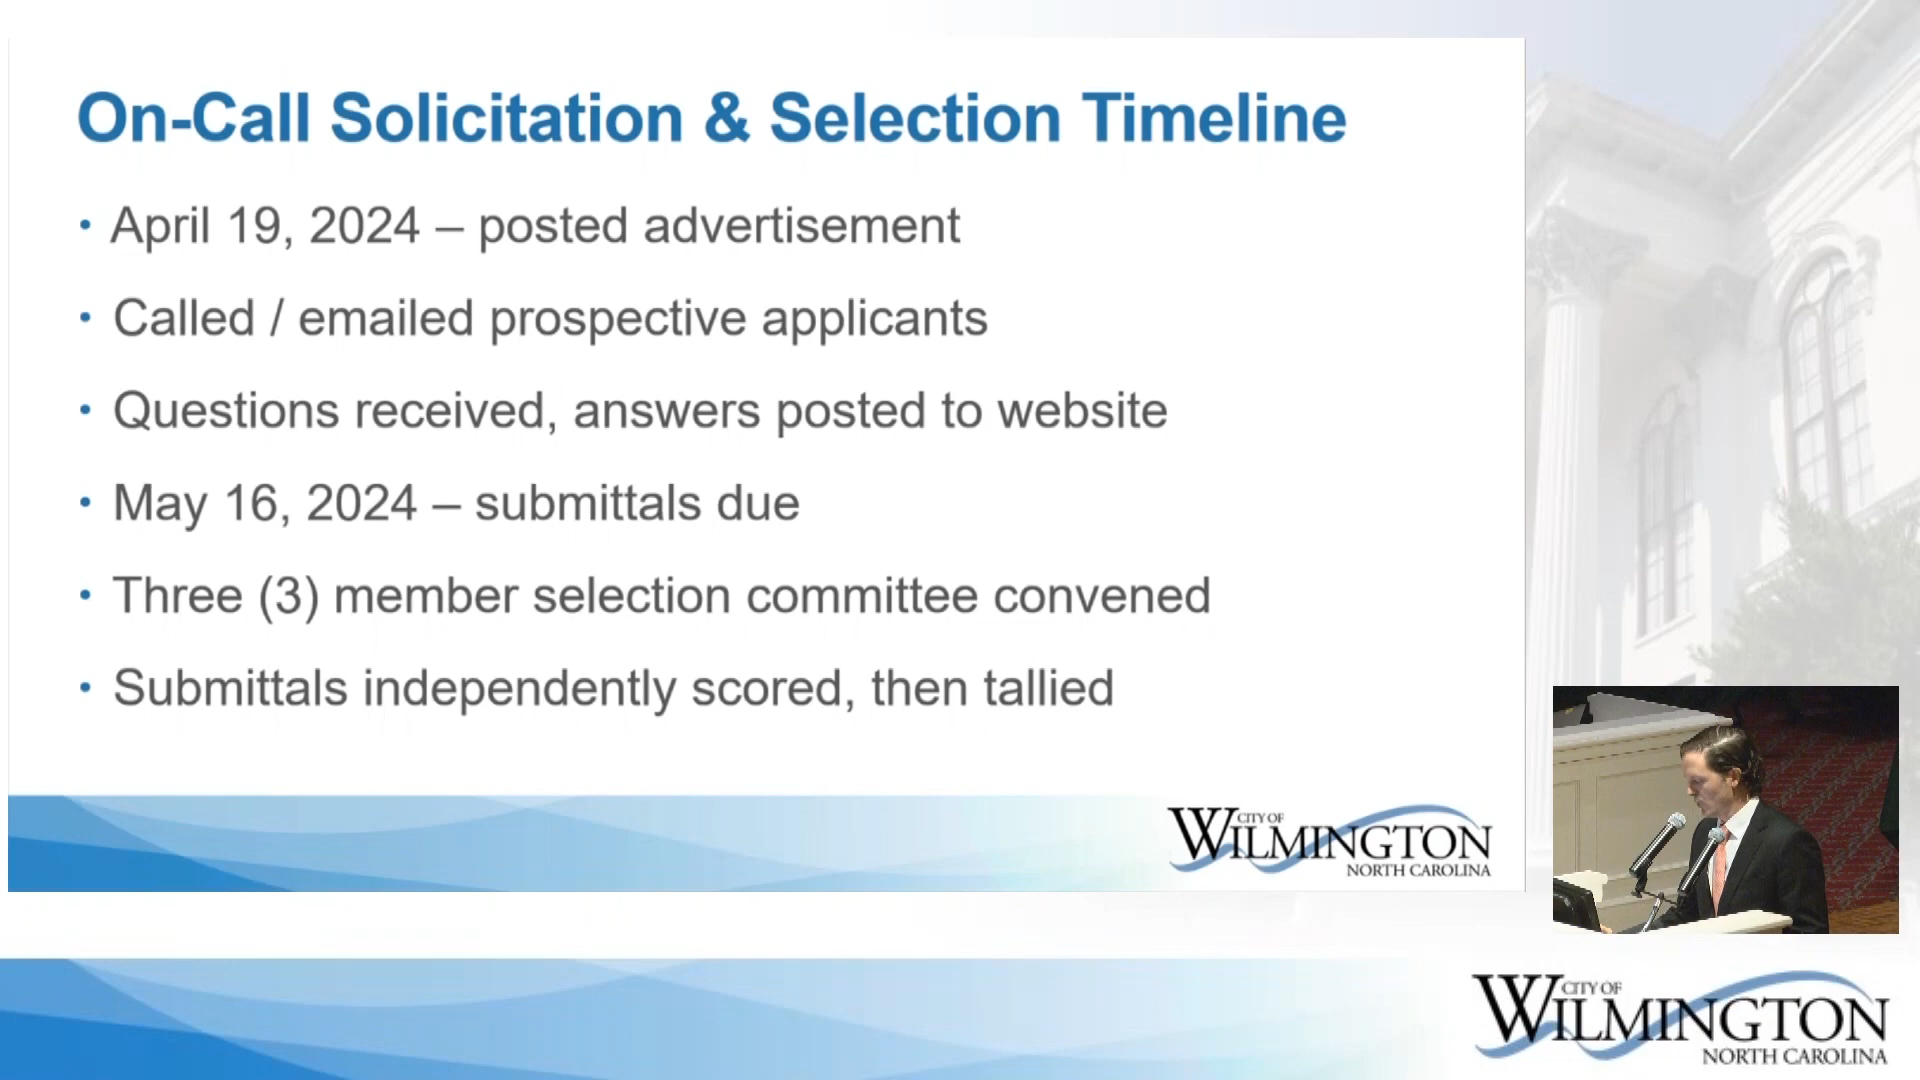 On-Call Solicitation & Selection Timeline
• April 19, 2024 – posted advertisement
• Called / emailed prospective applicants
• Questions received, answers posted to website
• May 16, 2024 – submittals due
• Three (3) member selection committee convened
• Submittals independently scored, then tallied
CITY OF
WILMINGTON
NORTH CAROLINA
CITY OF
WILMINGTON
NORTH CAROLINA